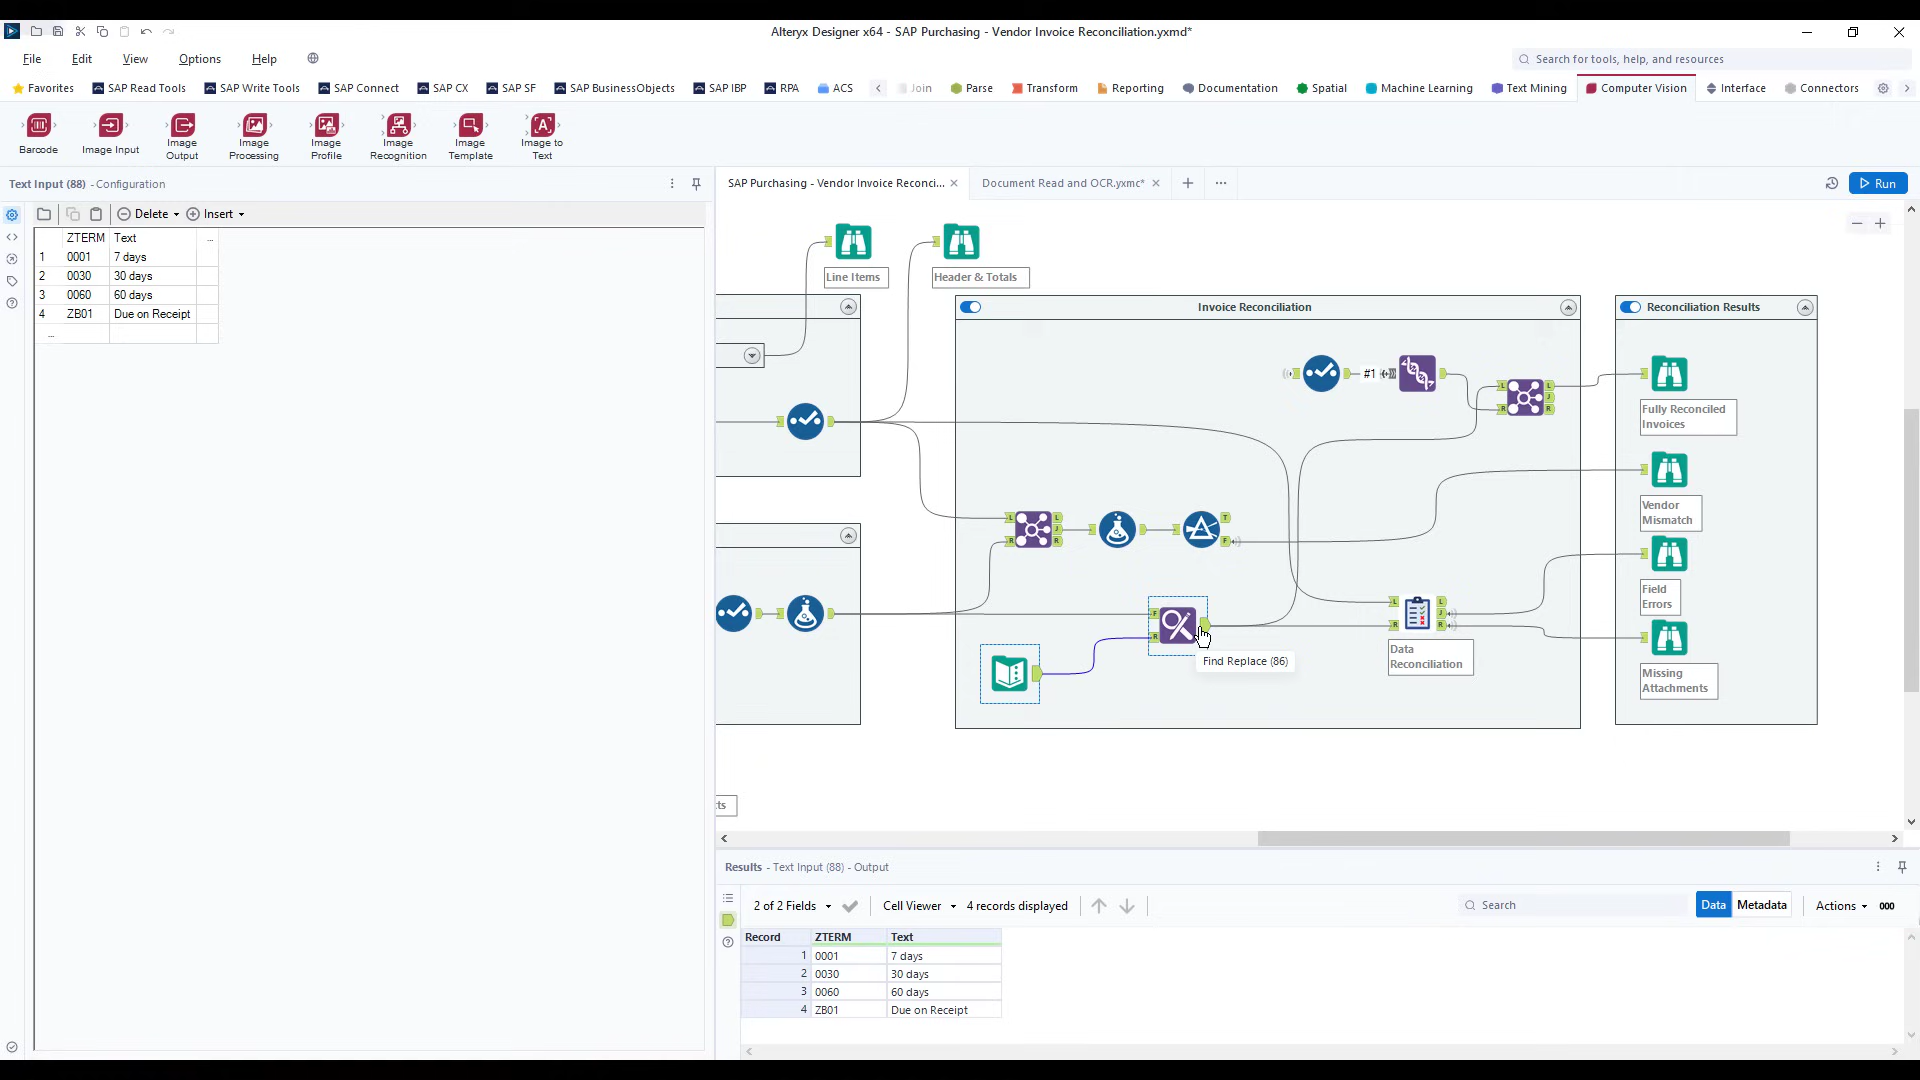 Alteryx Designer x64 - SAP Purchasing - Vendor Invoice Reconciliation.yxmd*
File Edit View Options Help
Search for tools, help, and resources
Favorites SAP Read Tools SAP Write Tools SAP Connect SAP CX SAP SF SAP BusinessObjects SAP IBP RPA ACS Join Parse Transform Reporting Documentation Spatial Machine Learning Text Mining Computer Vision Interface Connectors
Barcode
Image Input
Image Output
Image Processing
Image Profile
Image Recognition
Image Template
Image to Text
Text Input (88) - Configuration
Delete Insert
ZTERM Text ...
1 0001 7 days
2 0030 30 days
3 0060 60 days
4 ZB01 Due on Receipt
...
SAP Purchasing - Vendor Invoice Reconci...
Document Read and OCR.yxmc*
Run
Line Items
Header & Totals
Invoice Reconciliation
Reconciliation Results
#1
L
R
L
J
R
Fully Reconciled
Invoices
Vendor
Mismatch
L
R
L
J
R
T
F
Field
Errors
F
R
Find Replace (86)
L
R
L
J
R
Data
Reconciliation
Missing
Attachments
ts
Results - Text Input (88) - Output
2 of 2 Fields Cell Viewer 4 records displayed Search Data Metadata Actions 000
Record ZTERM Text
1 0001 7 days
2 0030 30 days
3 0060 60 days
4 ZB01 Due on Receipt